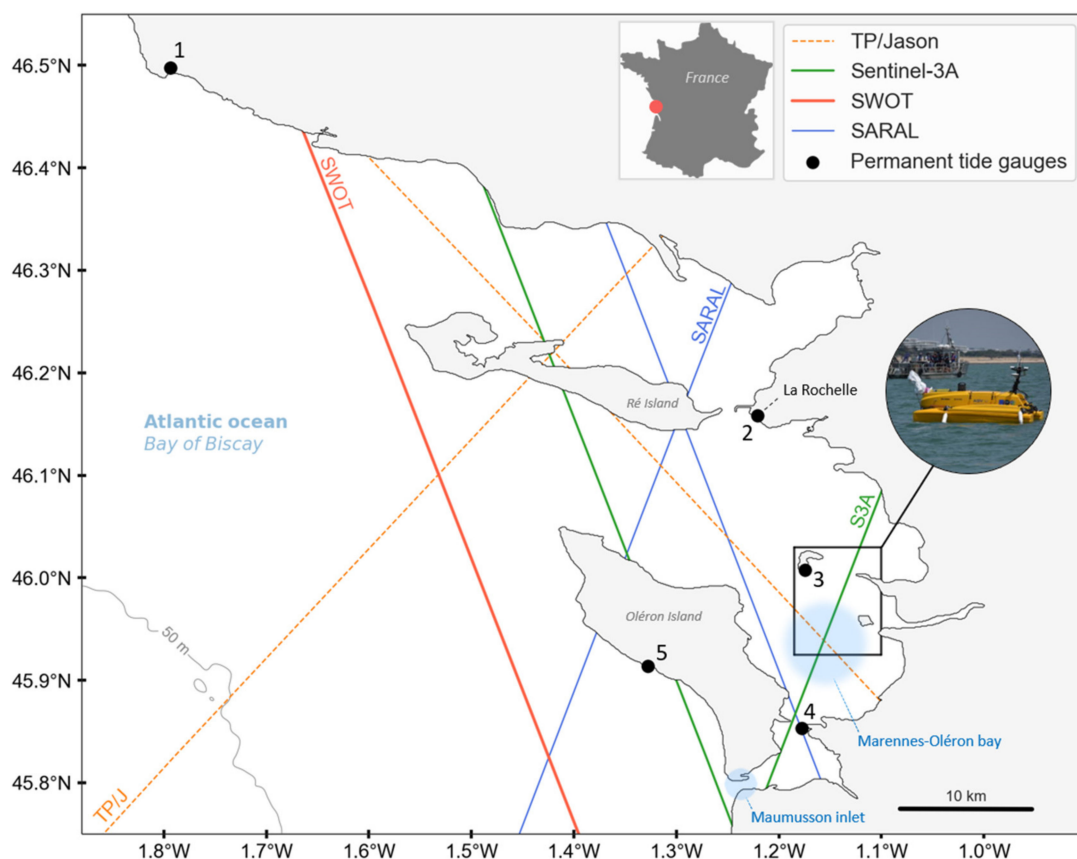 46.5°N
46.4°N
46.3°N
46.2°N
46.1°N
46.0°N
45.9°N
45.8°N
1
France
TP/Jason
Sentinel-3A
SWOT
SARAL
Permanent tide gauges
SWOT
SARAL
Ré Island
La Rochelle
2
Atlantic ocean
Bay of Biscay
S3A
3
Oléron Island
50 m
5
4
Marennes-Oléron bay
TP/J
Maumusson inlet
10 km
1.8°W
1.7°W
1.6°W
1.5°W
1.4°W
1.3°W
1.2°W
1.1°W
1.0°W